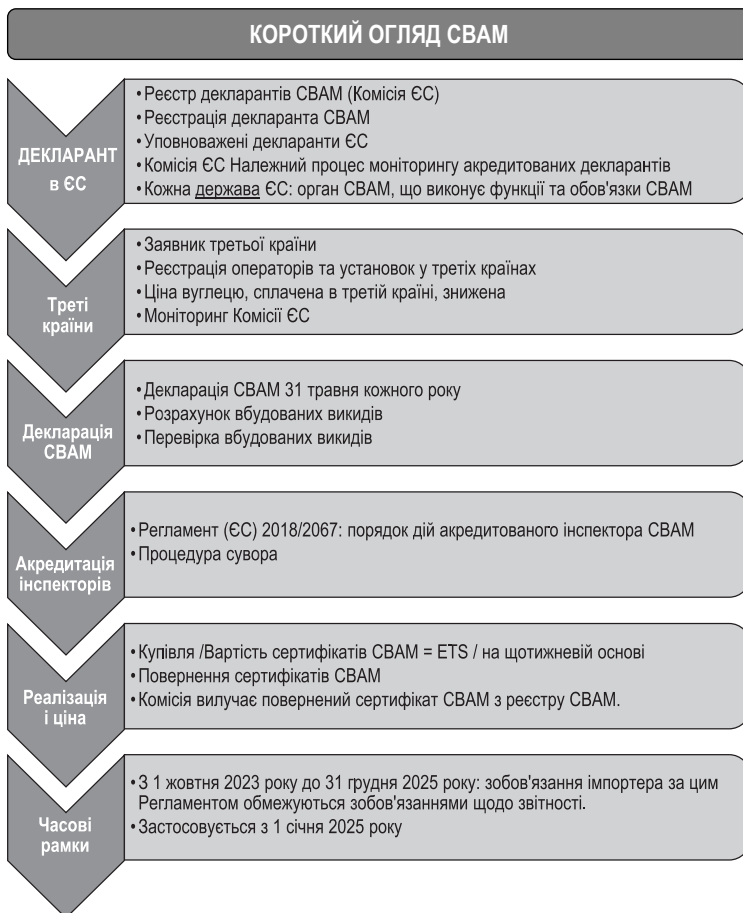 КОРОТКИЙ ОГЛЯД CBAM
ДЕКЛАРАНТ
в ЄС
• Реєстр декларантів CBAM (Комісія ЄС)
• Реєстрація декларанта CBAM
• Уповноважені декларанти ЄС
• Комісія ЄС Належний процес моніторингу акредитованих декларантів
• Кожна держава ЄС: орган CBAM, що виконує функції та обов'язки CBAM
Треті
країни
• Заявник третьої країни
• Реєстрація операторів та установок у третіх країнах
• Ціна вуглецю, сплачена в третій країні, знижена
• Моніторинг Комісії ЄС
Декларація
CBAM
• Декларація CBAM 31 травня кожного року
• Розрахунок вбудованих викидів
• Перевірка вбудованих викидів
Акредитація
інспекторів
• Регламент (ЄС) 2018/2067: порядок дій акредитованого інспектора CBAM
• Процедура сувора
Реалізація
і ціна
• Купівля /Вартість сертифікатів CBAM = ETS / на щотижневій основі
• Повернення сертифікатів CBAM
• Комісія вилучає повернений сертифікат CBAM з реєстру CBAM.
Часові
рамки
• З 1 жовтня 2023 року до 31 грудня 2025 року: зобов'язання імпортера за цим
Регламентом обмежуються зобов'язаннями щодо звітності.
• Застосовується з 1 січня 2025 року